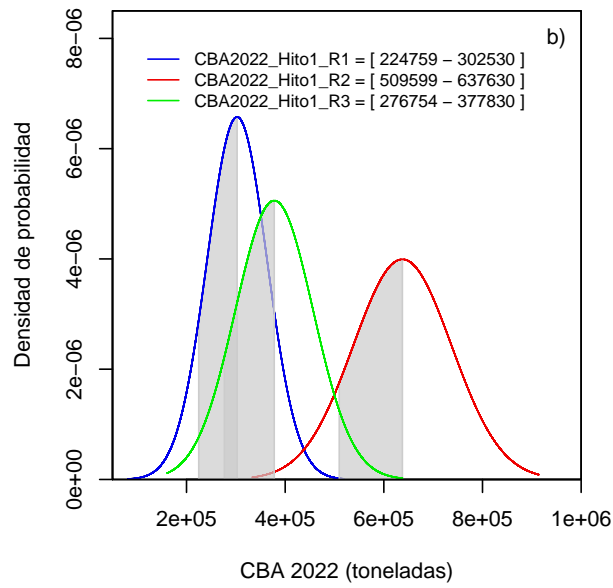 b)
CBA2022_Hito1_R1 = [ 224759 − 302530 ]
CBA2022_Hito1_R2 = [ 509599 − 637630 ]
CBA2022_Hito1_R3 = [ 276754 − 377830 ]
Densidad de probabilidad
8e−06
6e−06
4e−06
2e−06
0e+00
2e+05 4e+05 6e+05 8e+05 1e+06
CBA 2022 (toneladas)